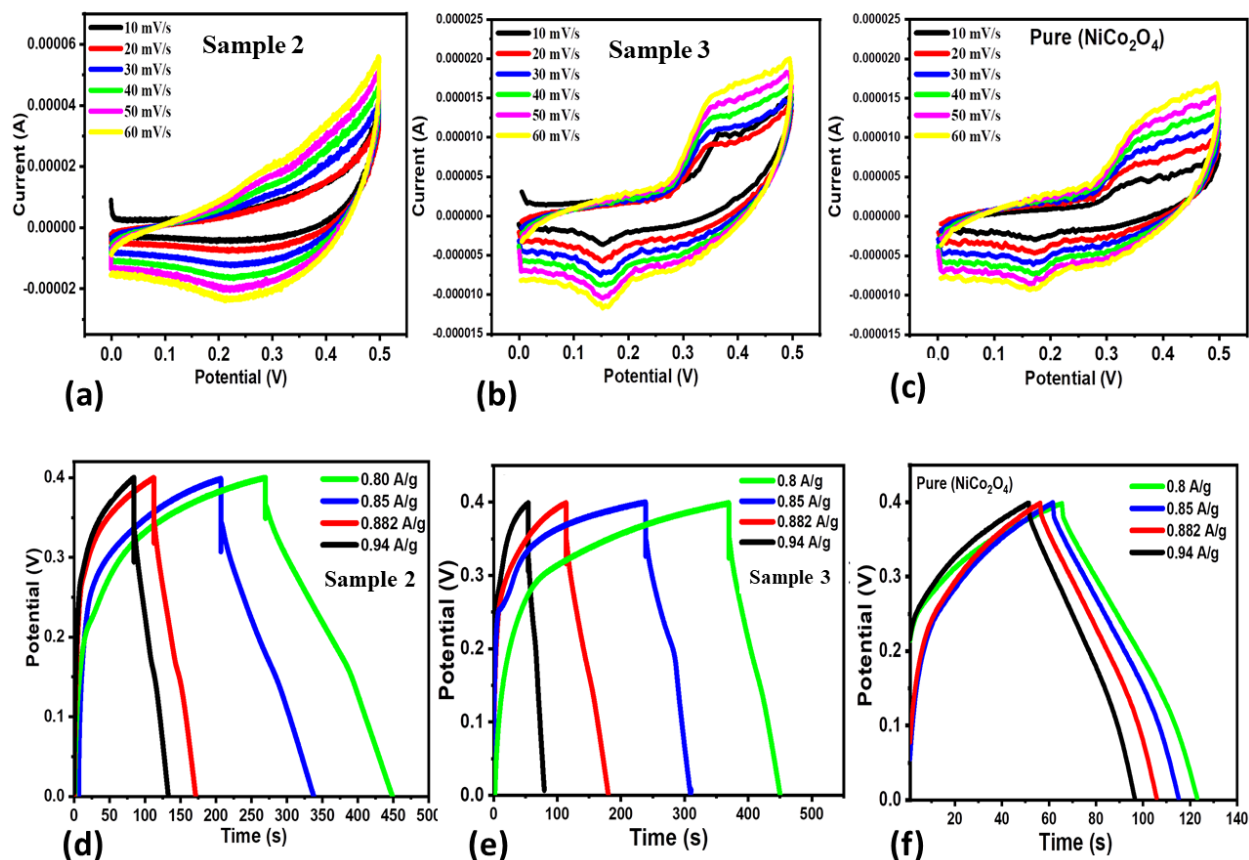 0.00006
0.00004
0.00002
0.00000
-0.00002
Current (A)
10 mV/s
20 mV/s
30 mV/s
40 mV/s
50 mV/s
60 mV/s
Sample 2
0.0 0.1 0.2 0.3 0.4 0.5
Potential (V)
(a)
0.000025
0.000020
0.000015
0.000010
0.000005
0.000000
-0.000005
-0.000010
-0.000015
Current (A)
10 mV/s
20 mV/s
30 mV/s
40 mV/s
50 mV/s
60 mV/s
Sample 3
0.0 0.1 0.2 0.3 0.4 0.5
Potential (V)
(b)
0.000025
0.000020
0.000015
0.000010
0.000005
0.000000
-0.000005
-0.000010
-0.000015
Current (A)
10 mV/s
20 mV/s
30 mV/s
40 mV/s
50 mV/s
60 mV/s
Pure (NiCo₂O₄)
0.0 0.1 0.2 0.3 0.4 0.5
Potential (V)
(c)
0.4
0.3
0.2
0.1
0.0
Potential (V)
0.80 A/g
0.85 A/g
0.882 A/g
0.94 A/g
Sample 2
0 50 100 150 200 250 300 350 400 450 500
Time (s)
(d)
0.4
0.3
0.2
0.1
0.0
Potential (V)
0.8 A/g
0.85 A/g
0.882 A/g
0.94 A/g
Sample 3
0 100 200 300 400 500
Time (s)
(e)
0.5
0.4
0.3
0.2
0.1
0.0
Potential (V)
Pure (NiCo₂O₄)
0.8 A/g
0.85 A/g
0.882 A/g
0.94 A/g
20 40 60 80 100 120 140
Time (s)
(f)